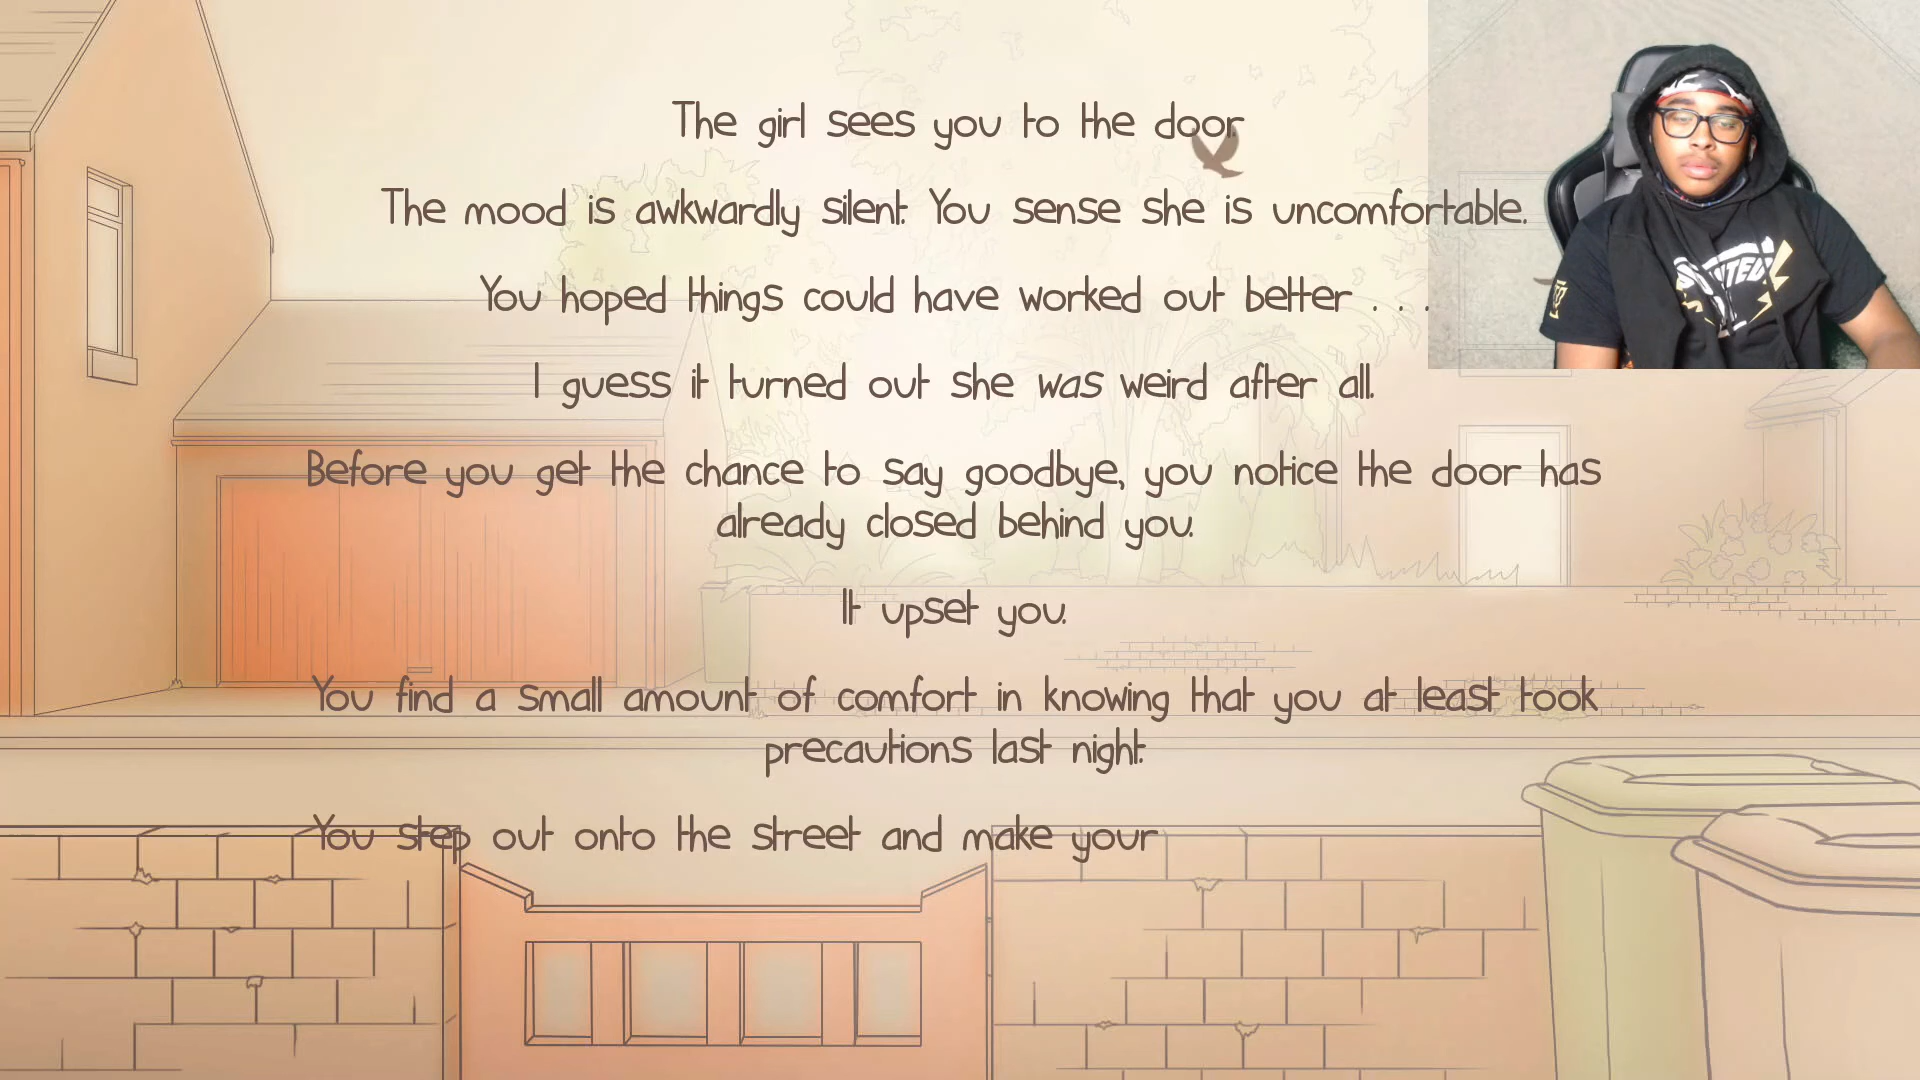 The girl sees you to the door.
The mood is awkwardly silent. You sense she is uncomfortable.
You hoped things could have worked out better . . .
I guess it turned out she was weird after all.
Before you get the chance to say goodbye, you notice the door has
already closed behind you.
It upset you.
You find a small amount of comfort in knowing that you at least took
precautions last night.
You step out onto the street and make your